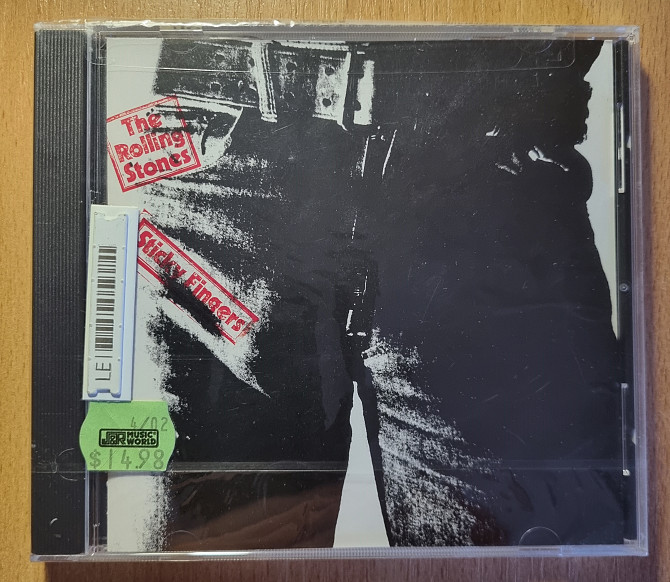 The
Rolling
Stones
Sticky Fingers
LE
4/02
J&R MUSIC
WORLD
$14.98